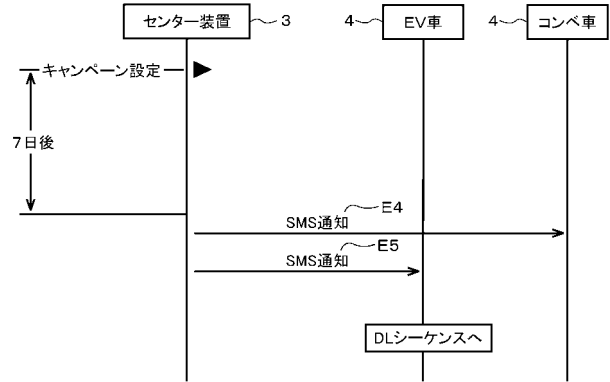 センター装置 3
4 EV車
4 コンベ車
キャンペーン設定
7日後
E4
SMS通知
E5
SMS通知
DLシーケンスへ